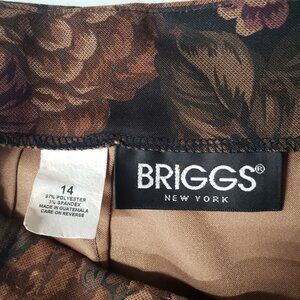 14
97% POLYESTER
3% SPANDEX
MADE IN GUATEMALA
CARE ON REVERSE
BRIGGS®
NEW YORK